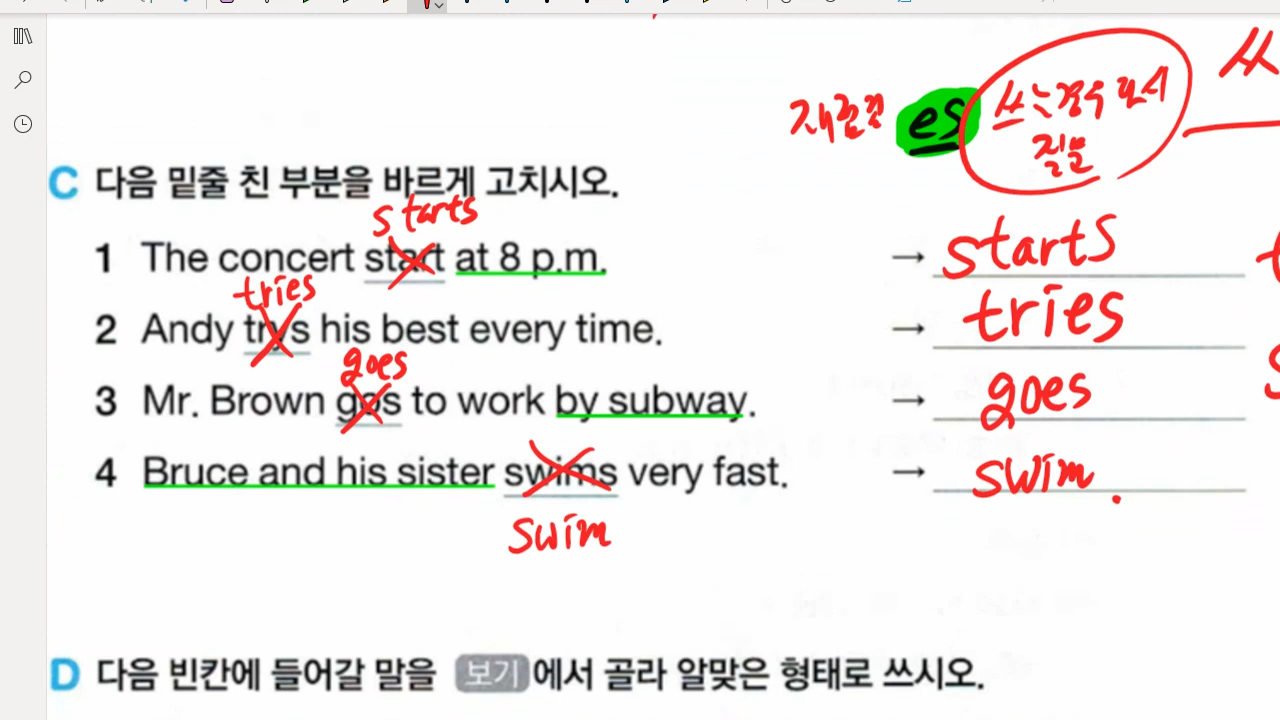 es 쓰는경우 다시
질문
C 다음 밑줄 친 부분을 바르게 고치시오.
starts
1 The concert start at 8 p.m. → starts
tries
2 Andy trys his best every time. → tries
goes
3 Mr. Brown gos to work by subway. → goes
4 Bruce and his sister swims very fast. → swim.
swim
D 다음 빈칸에 들어갈 말을 보기 에서 골라 알맞은 형태로 쓰시오.